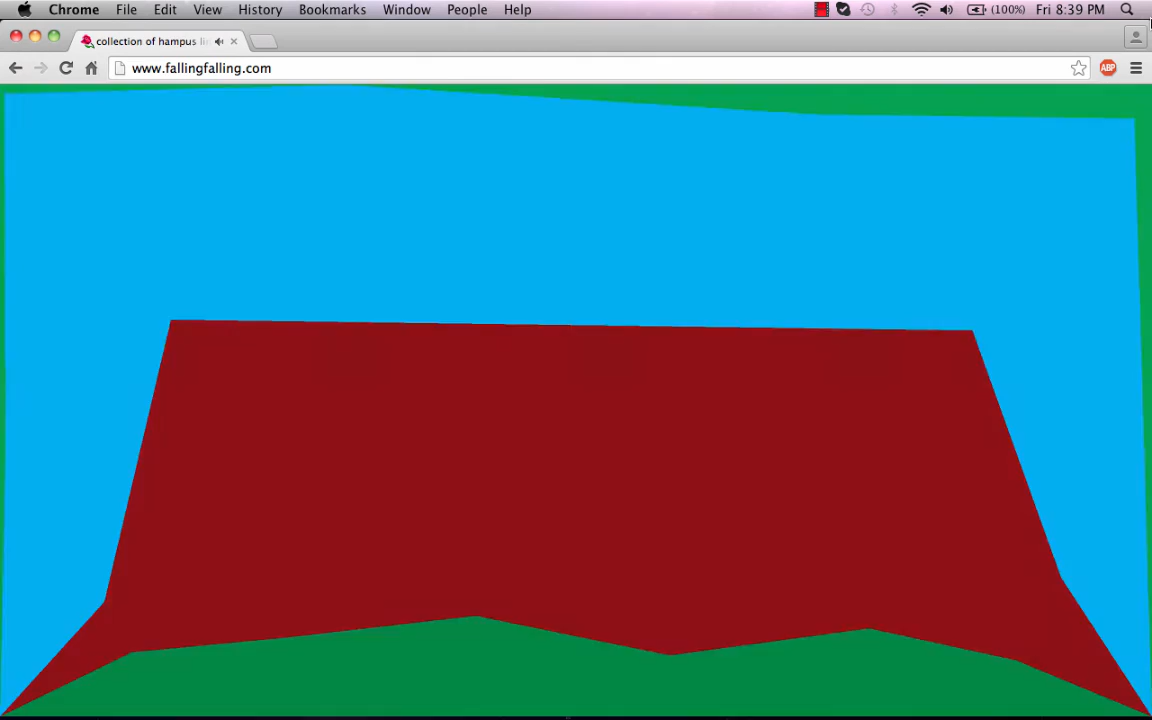 Chrome File Edit View History Bookmarks Window People Help (100%) Fri 8:39 PM
collection of hampus
www.fallingfalling.com ABP